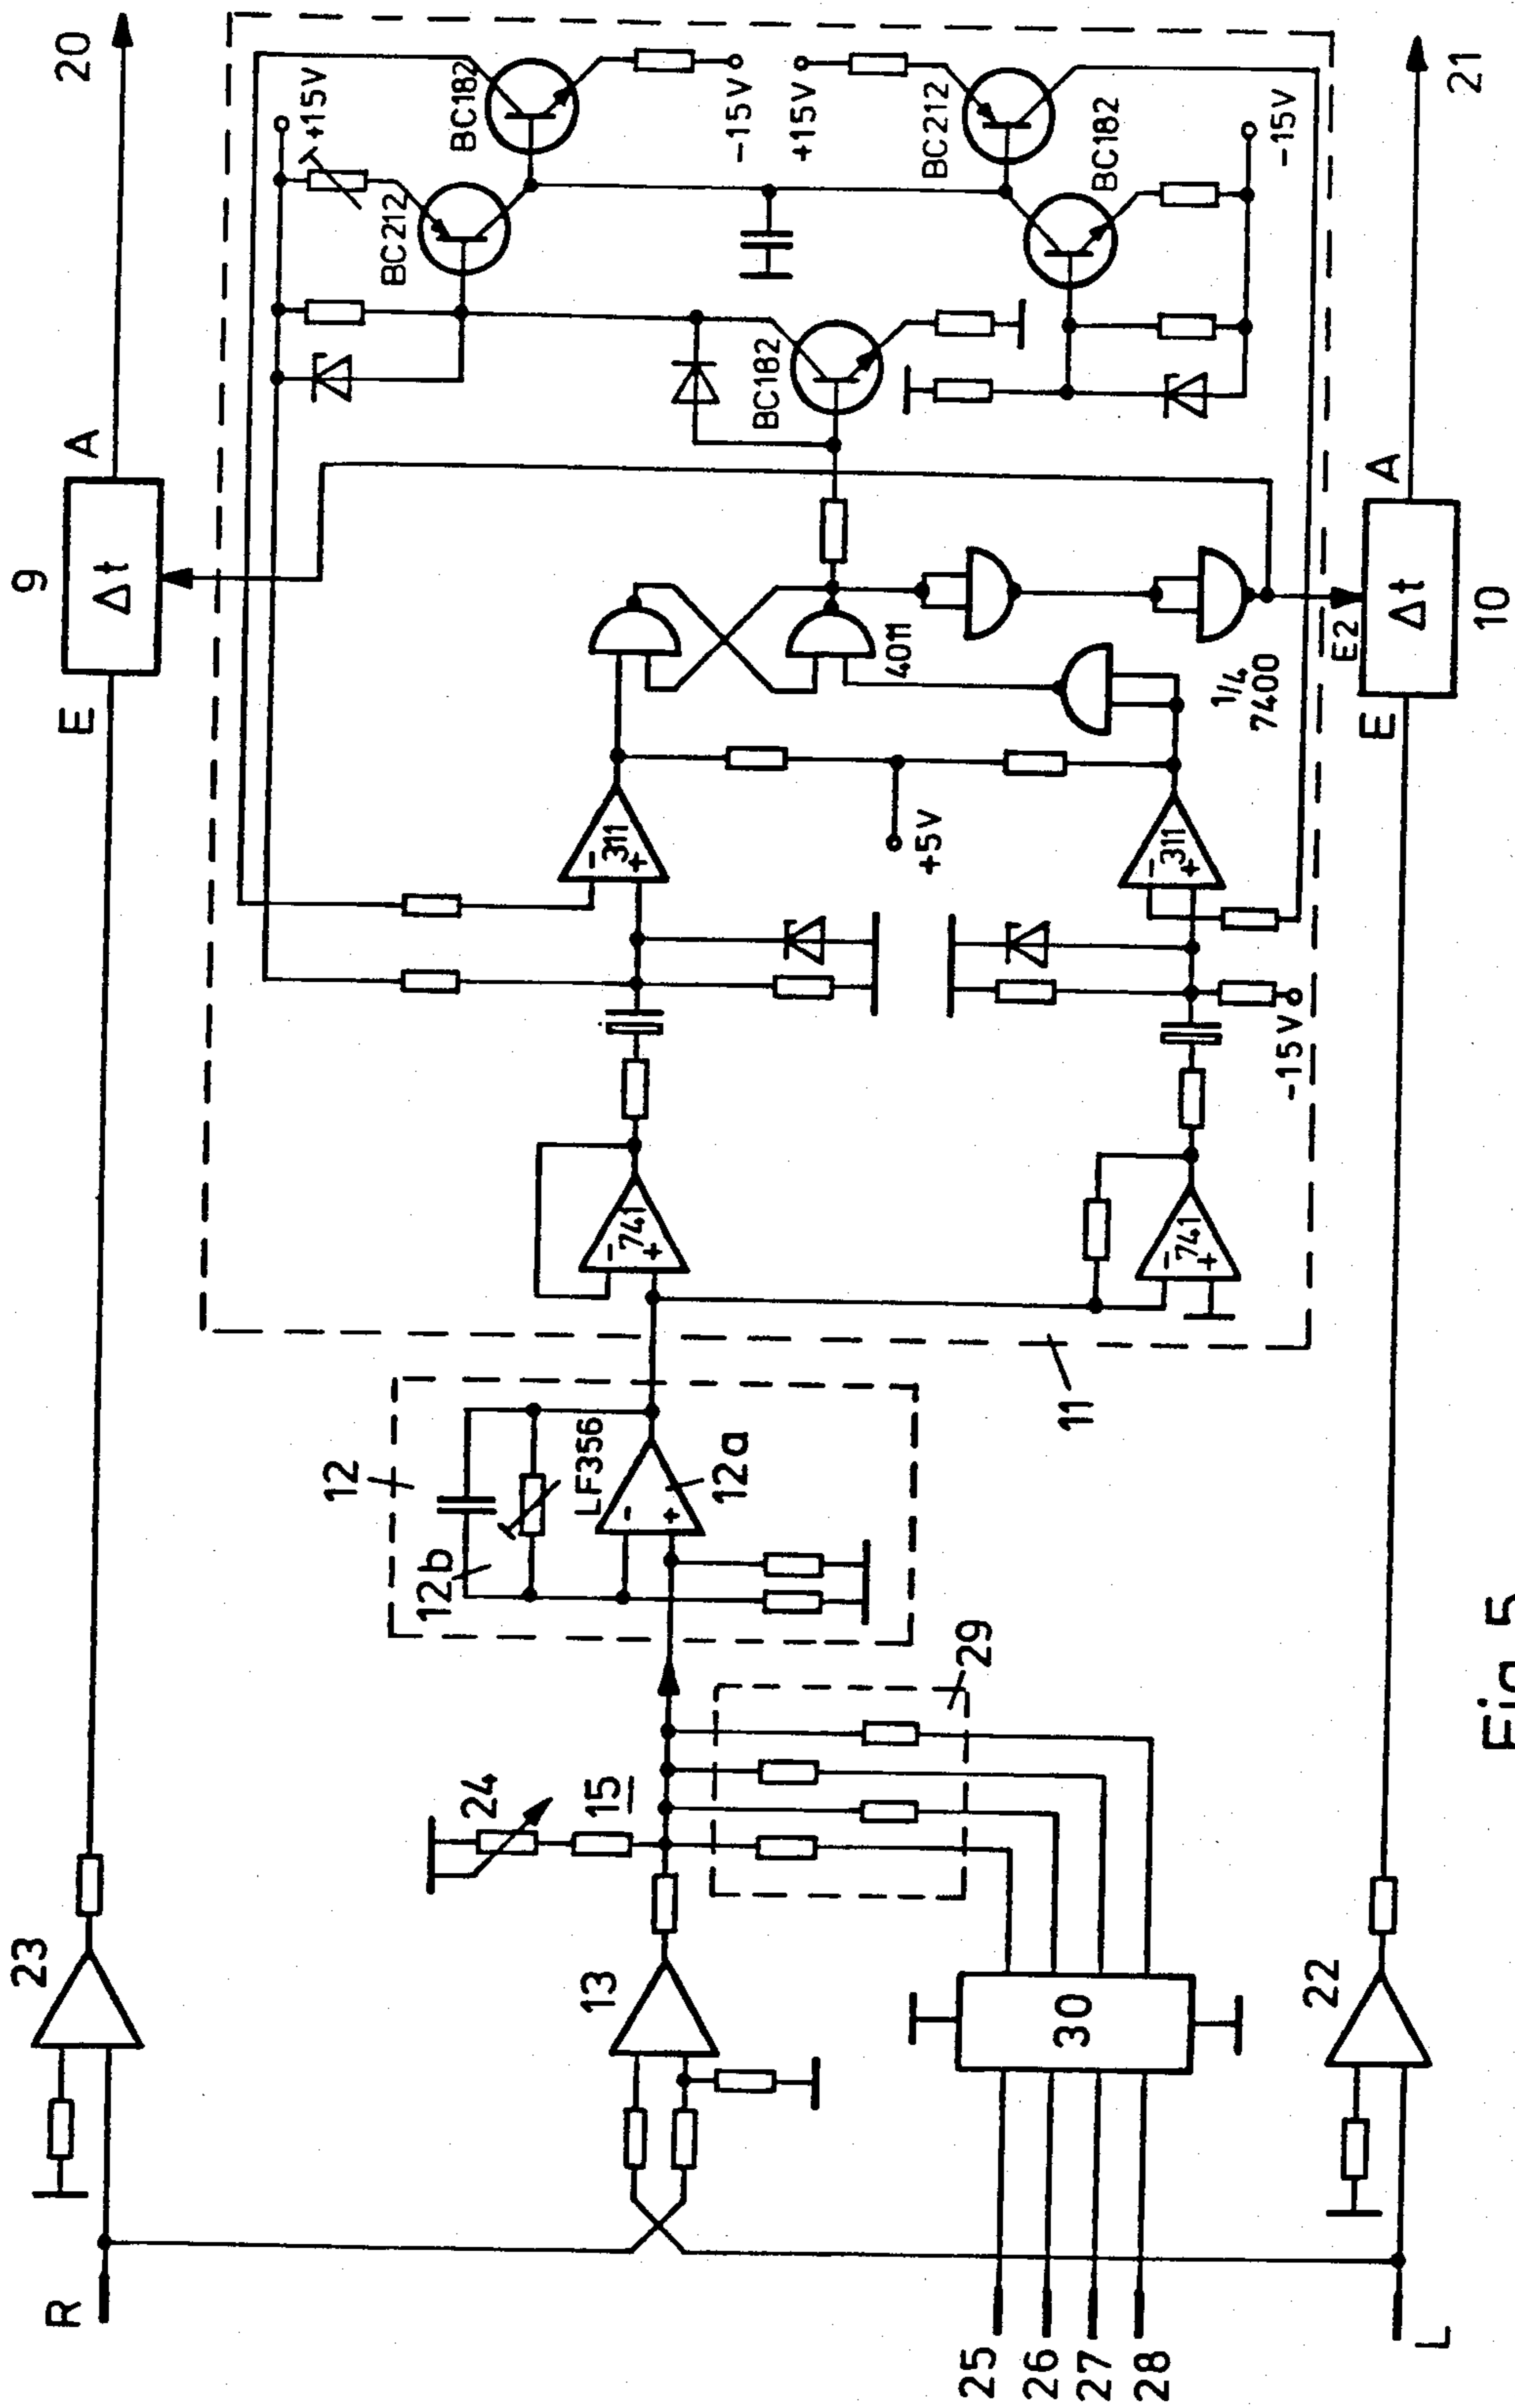 20
21
9
Δt
A
E
Δt
A
E
E2
10
+15V
BC182
BC212
-15V
+15V
BC212
BC182
BC182
-15V
4011
1/4
7400
-
311
+
+5V
-
311
+
-15V
-
741
+
-
741
+
11
12
12b
LF356
-
+
12a
29
24
15
23
13
30
22
R
25
26
27
28
L